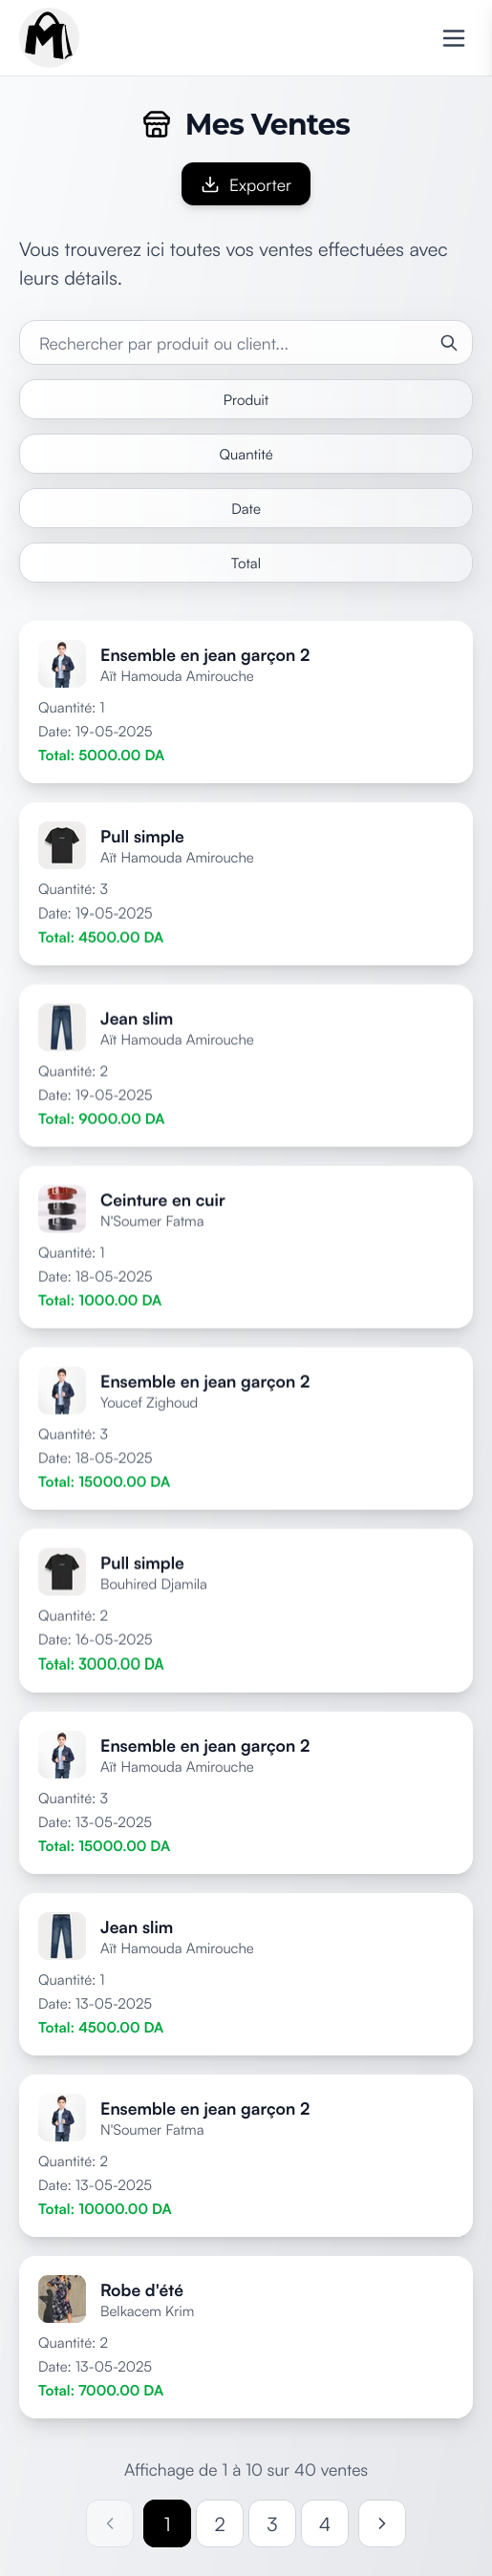 M
Mes Ventes
Exporter
Vous trouverez ici toutes vos ventes effectuées avec
leurs détails.
Rechercher par produit ou client...
Produit
Quantité
Date
Total
Ensemble en jean garçon 2
Aït Hamouda Amirouche
Quantité: 1
Date: 19-05-2025
Total: 5000.00 DA
Pull simple
Aït Hamouda Amirouche
Quantité: 3
Date: 19-05-2025
Total: 4500.00 DA
Jean slim
Aït Hamouda Amirouche
Quantité: 2
Date: 19-05-2025
Total: 9000.00 DA
Ceinture en cuir
N'Soumer Fatma
Quantité: 1
Date: 18-05-2025
Total: 1000.00 DA
Ensemble en jean garçon 2
Youcef Zighoud
Quantité: 3
Date: 18-05-2025
Total: 15000.00 DA
Pull simple
Bouhired Djamila
Quantité: 2
Date: 16-05-2025
Total: 3000.00 DA
Ensemble en jean garçon 2
Aït Hamouda Amirouche
Quantité: 3
Date: 13-05-2025
Total: 15000.00 DA
Jean slim
Aït Hamouda Amirouche
Quantité: 1
Date: 13-05-2025
Total: 4500.00 DA
Ensemble en jean garçon 2
N'Soumer Fatma
Quantité: 2
Date: 13-05-2025
Total: 10000.00 DA
Robe d'été
Belkacem Krim
Quantité: 2
Date: 13-05-2025
Total: 7000.00 DA
Affichage de 1 à 10 sur 40 ventes
1 2 3 4